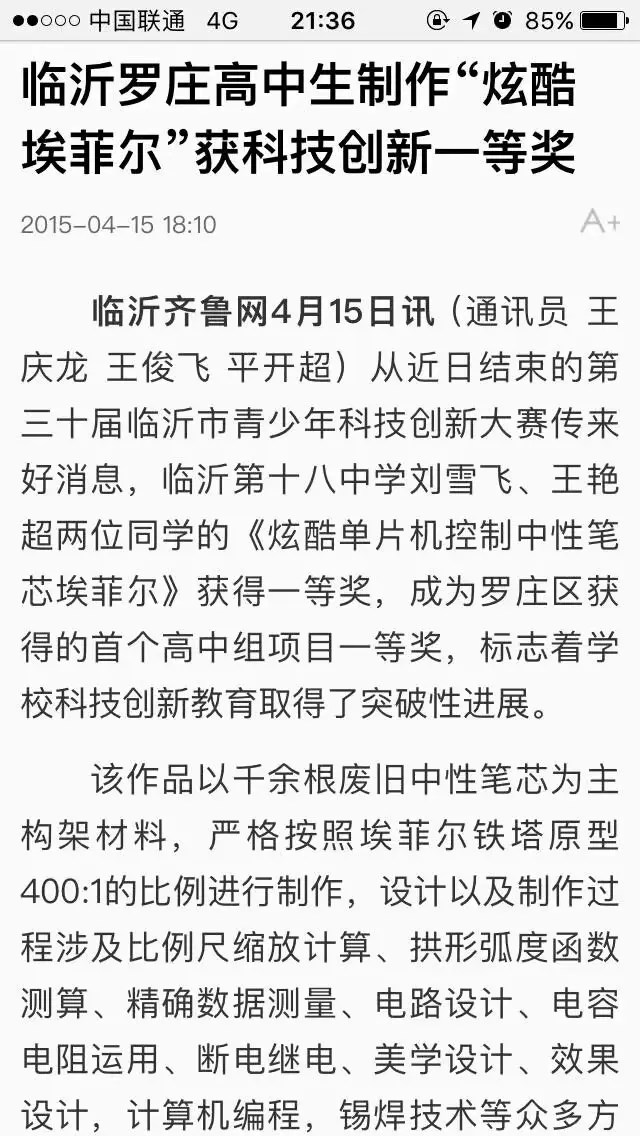 中国联通 4G 21:36 85%
临沂罗庄高中生制作“炫酷
埃菲尔”获科技创新一等奖
2015-04-15 18:10 A+
临沂齐鲁网4月15日讯（通讯员 王
庆龙 王俊飞 平开超）从近日结束的第
三十届临沂市青少年科技创新大赛传来
好消息，临沂第十八中学刘雪飞、王艳
超两位同学的《炫酷单片机控制中性笔
芯埃菲尔》获得一等奖，成为罗庄区获
得的首个高中组项目一等奖，标志着学
校科技创新教育取得了突破性进展。
该作品以千余根废旧中性笔芯为主
构架材料，严格按照埃菲尔铁塔原型
400:1的比例进行制作，设计以及制作过
程涉及比例尺缩放计算、拱形弧度函数
测算、精确数据测量、电路设计、电容
电阻运用、断电继电、美学设计、效果
设计，计算机编程，锡焊技术等众多方